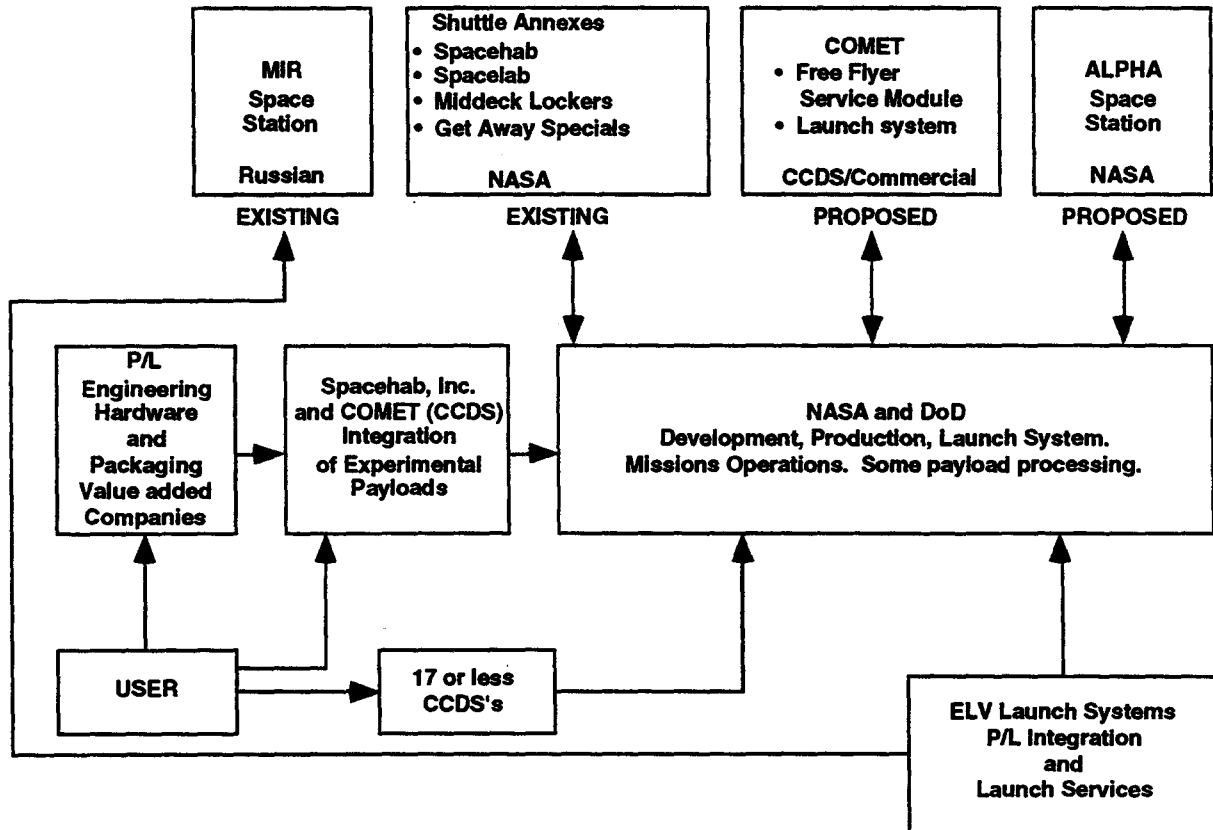 MIR
Space
Station
Russian
EXISTING
Shuttle Annexes
• Spacehab
• Spacelab
• Middeck Lockers
• Get Away Specials
NASA
EXISTING
COMET
• Free Flyer
Service Module
• Launch system
CCDS/Commercial
PROPOSED
ALPHA
Space
Station
NASA
PROPOSED
P/L
Engineering
Hardware
and
Packaging
Value added
Companies
Spacehab, Inc.
and COMET (CCDS)
Integration
of Experimental
Payloads
NASA and DoD
Development, Production, Launch System.
Missions Operations. Some payload processing.
USER
17 or less
CCDS's
ELV Launch Systems
P/L Integration
and
Launch Services